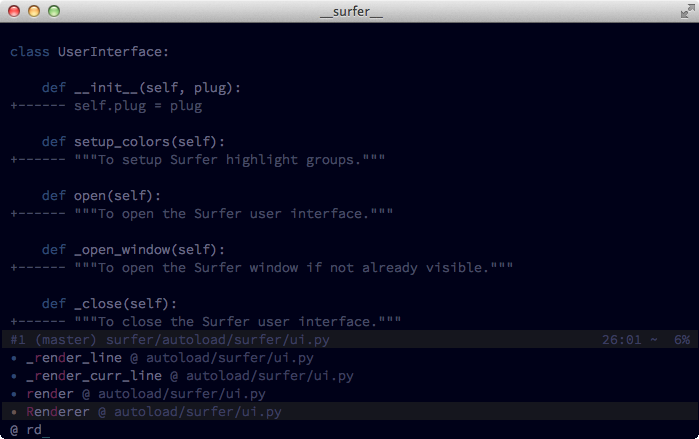 __surfer__
class UserInterface:
def __init__(self, plug):
+------ self.plug = plug
def setup_colors(self):
+------ """To setup Surfer highlight groups."""
def open(self):
+------ """To open the Surfer user interface."""
def _open_window(self):
+------ """To open the Surfer window if not already visible."""
def _close(self):
+------ """To close the Surfer user interface."""
#1 (master) surfer/autoload/surfer/ui.py 26:01 ~ 6%
• _render_line @ autoload/surfer/ui.py
• _render_curr_line @ autoload/surfer/ui.py
• render @ autoload/surfer/ui.py
• Renderer @ autoload/surfer/ui.py
@ rd_